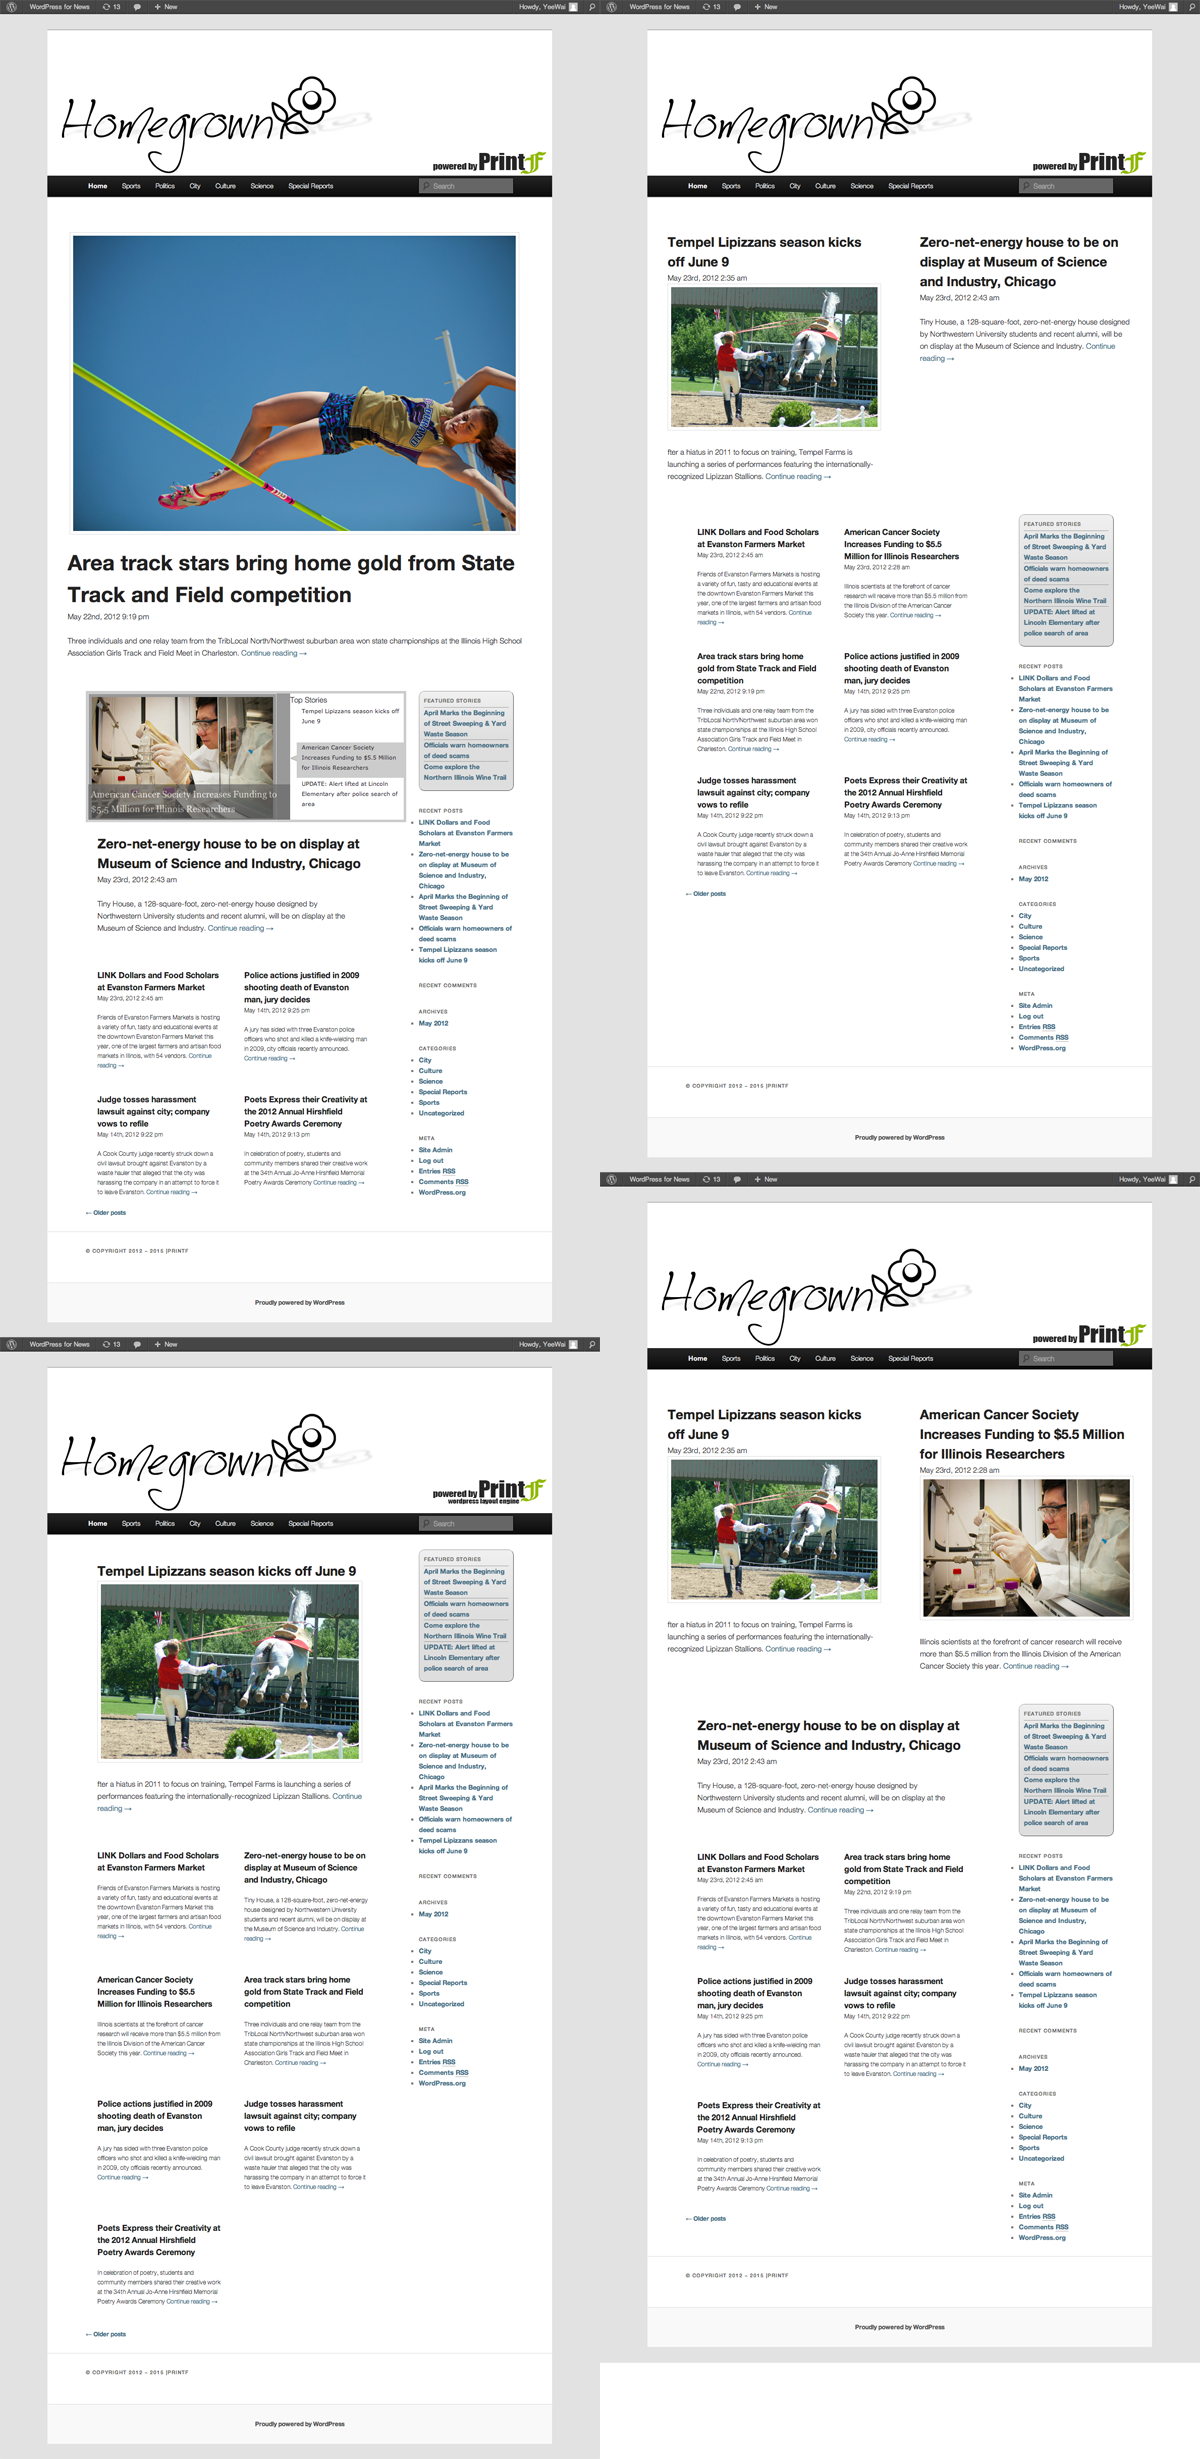 WordPress for News 13 New Howdy, YeeWai
Homegrown
powered by PrintF
Home Sports Politics City Culture Science Special Reports Search
Area track stars bring home gold from State
Track and Field competition
May 22nd, 2012 9:19 pm
Three individuals and one relay team from the TribLocal North/Northwest suburban area won state championships at the Illinois High School
Association Girls Track and Field Meet in Charleston. Continue reading →
American Cancer Society Increases Funding to
$5.5 Million for Illinois Researchers
Top Stories
Tempel Lipizzans season kicks off
June 9
American Cancer Society
Increases Funding to $5.5 Million
for Illinois Researchers
UPDATE: Alert lifted at Lincoln
Elementary after police search of
area
Zero-net-energy house to be on display at
Museum of Science and Industry, Chicago
May 23rd, 2012 2:43 am
Tiny House, a 128-square-foot, zero-net-energy house designed by
Northwestern University students and recent alumni, will be on display at the
Museum of Science and Industry. Continue reading →
LINK Dollars and Food Scholars
at Evanston Farmers Market
May 23rd, 2012 2:45 am
Friends of Evanston Farmers Markets is hosting
a variety of fun, tasty and educational events at
the downtown Evanston Farmers Market this
year, one of the largest farmers and artisan food
markets in Illinois, with 54 vendors. Continue
reading →
Police actions justified in 2009
shooting death of Evanston
man, jury decides
May 14th, 2012 9:25 pm
A jury has sided with three Evanston police
officers who shot and killed a knife-wielding man
in 2009, city officials recently announced.
Continue reading →
Judge tosses harassment
lawsuit against city; company
vows to refile
May 14th, 2012 9:22 pm
A Cook County judge recently struck down a
civil lawsuit brought against Evanston by a
waste hauler that alleged that the city was
harassing the company in an attempt to force it
to leave Evanston. Continue reading →
Poets Express their Creativity at
the 2012 Annual Hirshfield
Poetry Awards Ceremony
May 14th, 2012 9:13 pm
In celebration of poetry, students and
community members shared their creative work
at the 34th Annual Jo-Anne Hirshfield Memorial
Poetry Awards Ceremony Continue reading →
← Older posts
FEATURED STORIES
April Marks the Beginning
of Street Sweeping & Yard
Waste Season
Officials warn homeowners
of deed scams
Come explore the
Northern Illinois Wine Trail
RECENT POSTS
LINK Dollars and Food
Scholars at Evanston Farmers
Market
Zero-net-energy house to be
on display at Museum of
Science and Industry,
Chicago
April Marks the Beginning of
Street Sweeping & Yard
Waste Season
Officials warn homeowners of
deed scams
Tempel Lipizzans season
kicks off June 9
RECENT COMMENTS
ARCHIVES
May 2012
CATEGORIES
City
Culture
Science
Special Reports
Sports
Uncategorized
META
Site Admin
Log out
Entries RSS
Comments RSS
WordPress.org
© COPYRIGHT 2012 – 2015 |PRINTF
Proudly powered by WordPress
WordPress for News 13 New Howdy, YeeWai
Homegrown
powered by PrintF
Home Sports Politics City Culture Science Special Reports Search
Tempel Lipizzans season kicks
off June 9
May 23rd, 2012 2:35 am
fter a hiatus in 2011 to focus on training, Tempel Farms is
launching a series of performances featuring the internationally-
recognized Lipizzan Stallions. Continue reading →
Zero-net-energy house to be on
display at Museum of Science
and Industry, Chicago
May 23rd, 2012 2:43 am
Tiny House, a 128-square-foot, zero-net-energy house designed
by Northwestern University students and recent alumni, will be
on display at the Museum of Science and Industry. Continue
reading →
LINK Dollars and Food Scholars
at Evanston Farmers Market
May 23rd, 2012 2:45 am
Friends of Evanston Farmers Markets is hosting
a variety of fun, tasty and educational events at
the downtown Evanston Farmers Market this
year, one of the largest farmers and artisan food
markets in Illinois, with 54 vendors. Continue
reading →
American Cancer Society
Increases Funding to $5.5
Million for Illinois Researchers
May 23rd, 2012 2:28 am
Illinois scientists at the forefront of cancer
research will receive more than $5.5 million from
the Illinois Division of the American Cancer
Society this year. Continue reading →
Area track stars bring home
gold from State Track and Field
competition
May 22nd, 2012 9:19 pm
Three individuals and one relay team from the
TribLocal North/Northwest suburban area won
state championships at the Illinois High School
Association Girls Track and Field Meet in
Charleston. Continue reading →
Police actions justified in 2009
shooting death of Evanston
man, jury decides
May 14th, 2012 9:25 pm
A jury has sided with three Evanston police
officers who shot and killed a knife-wielding man
in 2009, city officials recently announced.
Continue reading →
Judge tosses harassment
lawsuit against city; company
vows to refile
May 14th, 2012 9:22 pm
A Cook County judge recently struck down a
civil lawsuit brought against Evanston by a
waste hauler that alleged that the city was
harassing the company in an attempt to force it
to leave Evanston. Continue reading →
Poets Express their Creativity at
the 2012 Annual Hirshfield
Poetry Awards Ceremony
May 14th, 2012 9:13 pm
In celebration of poetry, students and
community members shared their creative work
at the 34th Annual Jo-Anne Hirshfield Memorial
Poetry Awards Ceremony Continue reading →
← Older posts
FEATURED STORIES
April Marks the Beginning
of Street Sweeping & Yard
Waste Season
Officials warn homeowners
of deed scams
Come explore the
Northern Illinois Wine Trail
UPDATE: Alert lifted at
Lincoln Elementary after
police search of area
RECENT POSTS
LINK Dollars and Food
Scholars at Evanston Farmers
Market
Zero-net-energy house to be
on display at Museum of
Science and Industry,
Chicago
April Marks the Beginning of
Street Sweeping & Yard
Waste Season
Officials warn homeowners of
deed scams
Tempel Lipizzans season
kicks off June 9
RECENT COMMENTS
ARCHIVES
May 2012
CATEGORIES
City
Culture
Science
Special Reports
Sports
Uncategorized
META
Site Admin
Log out
Entries RSS
Comments RSS
WordPress.org
© COPYRIGHT 2012 – 2015 |PRINTF
Proudly powered by WordPress
WordPress for News 13 New Howdy, YeeWai
Homegrown
powered by PrintF
wordpress layout engine
Home Sports Politics City Culture Science Special Reports Search
Tempel Lipizzans season kicks off June 9
fter a hiatus in 2011 to focus on training, Tempel Farms is launching a series of
performances featuring the internationally-recognized Lipizzan Stallions. Continue
reading →
LINK Dollars and Food Scholars
at Evanston Farmers Market
Friends of Evanston Farmers Markets is hosting
a variety of fun, tasty and educational events at
the downtown Evanston Farmers Market this
year, one of the largest farmers and artisan food
markets in Illinois, with 54 vendors. Continue
reading →
Zero-net-energy house to be on
display at Museum of Science
and Industry, Chicago
Tiny House, a 128-square-foot, zero-net-energy
house designed by Northwestern University
students and recent alumni, will be on display at
the Museum of Science and Industry. Continue
reading →
American Cancer Society
Increases Funding to $5.5
Million for Illinois Researchers
Illinois scientists at the forefront of cancer
research will receive more than $5.5 million from
the Illinois Division of the American Cancer
Society this year. Continue reading →
Area track stars bring home
gold from State Track and Field
competition
Three individuals and one relay team from the
TribLocal North/Northwest suburban area won
state championships at the Illinois High School
Association Girls Track and Field Meet in
Charleston. Continue reading →
Police actions justified in 2009
shooting death of Evanston
man, jury decides
A jury has sided with three Evanston police
officers who shot and killed a knife-wielding man
in 2009, city officials recently announced.
Continue reading →
Judge tosses harassment
lawsuit against city; company
vows to refile
A Cook County judge recently struck down a
civil lawsuit brought against Evanston by a
waste hauler that alleged that the city was
harassing the company in an attempt to force it
to leave Evanston. Continue reading →
Poets Express their Creativity at
the 2012 Annual Hirshfield
Poetry Awards Ceremony
In celebration of poetry, students and
community members shared their creative work
at the 34th Annual Jo-Anne Hirshfield Memorial
Poetry Awards Ceremony Continue reading →
← Older posts
FEATURED STORIES
April Marks the Beginning
of Street Sweeping & Yard
Waste Season
Officials warn homeowners
of deed scams
Come explore the
Northern Illinois Wine Trail
UPDATE: Alert lifted at
Lincoln Elementary after
police search of area
RECENT POSTS
LINK Dollars and Food
Scholars at Evanston Farmers
Market
Zero-net-energy house to be
on display at Museum of
Science and Industry,
Chicago
April Marks the Beginning of
Street Sweeping & Yard
Waste Season
Officials warn homeowners of
deed scams
Tempel Lipizzans season
kicks off June 9
RECENT COMMENTS
ARCHIVES
May 2012
CATEGORIES
City
Culture
Science
Special Reports
Sports
Uncategorized
META
Site Admin
Log out
Entries RSS
Comments RSS
WordPress.org
© COPYRIGHT 2012 – 2015 |PRINTF
Proudly powered by WordPress
WordPress for News 13 New Howdy, YeeWai
Homegrown
powered by PrintF
Home Sports Politics City Culture Science Special Reports Search
Tempel Lipizzans season kicks
off June 9
May 23rd, 2012 2:35 am
fter a hiatus in 2011 to focus on training, Tempel Farms is
launching a series of performances featuring the internationally-
recognized Lipizzan Stallions. Continue reading →
American Cancer Society
Increases Funding to $5.5 Million
for Illinois Researchers
May 23rd, 2012 2:28 am
Illinois scientists at the forefront of cancer research will receive
more than $5.5 million from the Illinois Division of the American
Cancer Society this year. Continue reading →
Zero-net-energy house to be on display at
Museum of Science and Industry, Chicago
May 23rd, 2012 2:43 am
Tiny House, a 128-square-foot, zero-net-energy house designed by
Northwestern University students and recent alumni, will be on display at the
Museum of Science and Industry. Continue reading →
LINK Dollars and Food Scholars
at Evanston Farmers Market
May 23rd, 2012 2:45 am
Friends of Evanston Farmers Markets is hosting
a variety of fun, tasty and educational events at
the downtown Evanston Farmers Market this
year, one of the largest farmers and artisan food
markets in Illinois, with 54 vendors. Continue
reading →
Area track stars bring home
gold from State Track and Field
competition
May 22nd, 2012 9:19 pm
Three individuals and one relay team from the
TribLocal North/Northwest suburban area won
state championships at the Illinois High School
Association Girls Track and Field Meet in
Charleston. Continue reading →
Police actions justified in 2009
shooting death of Evanston
man, jury decides
May 14th, 2012 9:25 pm
A jury has sided with three Evanston police
officers who shot and killed a knife-wielding man
in 2009, city officials recently announced.
Continue reading →
Judge tosses harassment
lawsuit against city; company
vows to refile
May 14th, 2012 9:22 pm
A Cook County judge recently struck down a
civil lawsuit brought against Evanston by a
waste hauler that alleged that the city was
harassing the company in an attempt to force it
to leave Evanston. Continue reading →
Poets Express their Creativity at
the 2012 Annual Hirshfield
Poetry Awards Ceremony
May 14th, 2012 9:13 pm
In celebration of poetry, students and
community members shared their creative work
at the 34th Annual Jo-Anne Hirshfield Memorial
Poetry Awards Ceremony Continue reading →
← Older posts
FEATURED STORIES
April Marks the Beginning
of Street Sweeping & Yard
Waste Season
Officials warn homeowners
of deed scams
Come explore the
Northern Illinois Wine Trail
UPDATE: Alert lifted at
Lincoln Elementary after
police search of area
RECENT POSTS
LINK Dollars and Food
Scholars at Evanston Farmers
Market
Zero-net-energy house to be
on display at Museum of
Science and Industry,
Chicago
April Marks the Beginning of
Street Sweeping & Yard
Waste Season
Officials warn homeowners of
deed scams
Tempel Lipizzans season
kicks off June 9
RECENT COMMENTS
ARCHIVES
May 2012
CATEGORIES
City
Culture
Science
Special Reports
Sports
Uncategorized
META
Site Admin
Log out
Entries RSS
Comments RSS
WordPress.org
© COPYRIGHT 2012 – 2015 |PRINTF
Proudly powered by WordPress